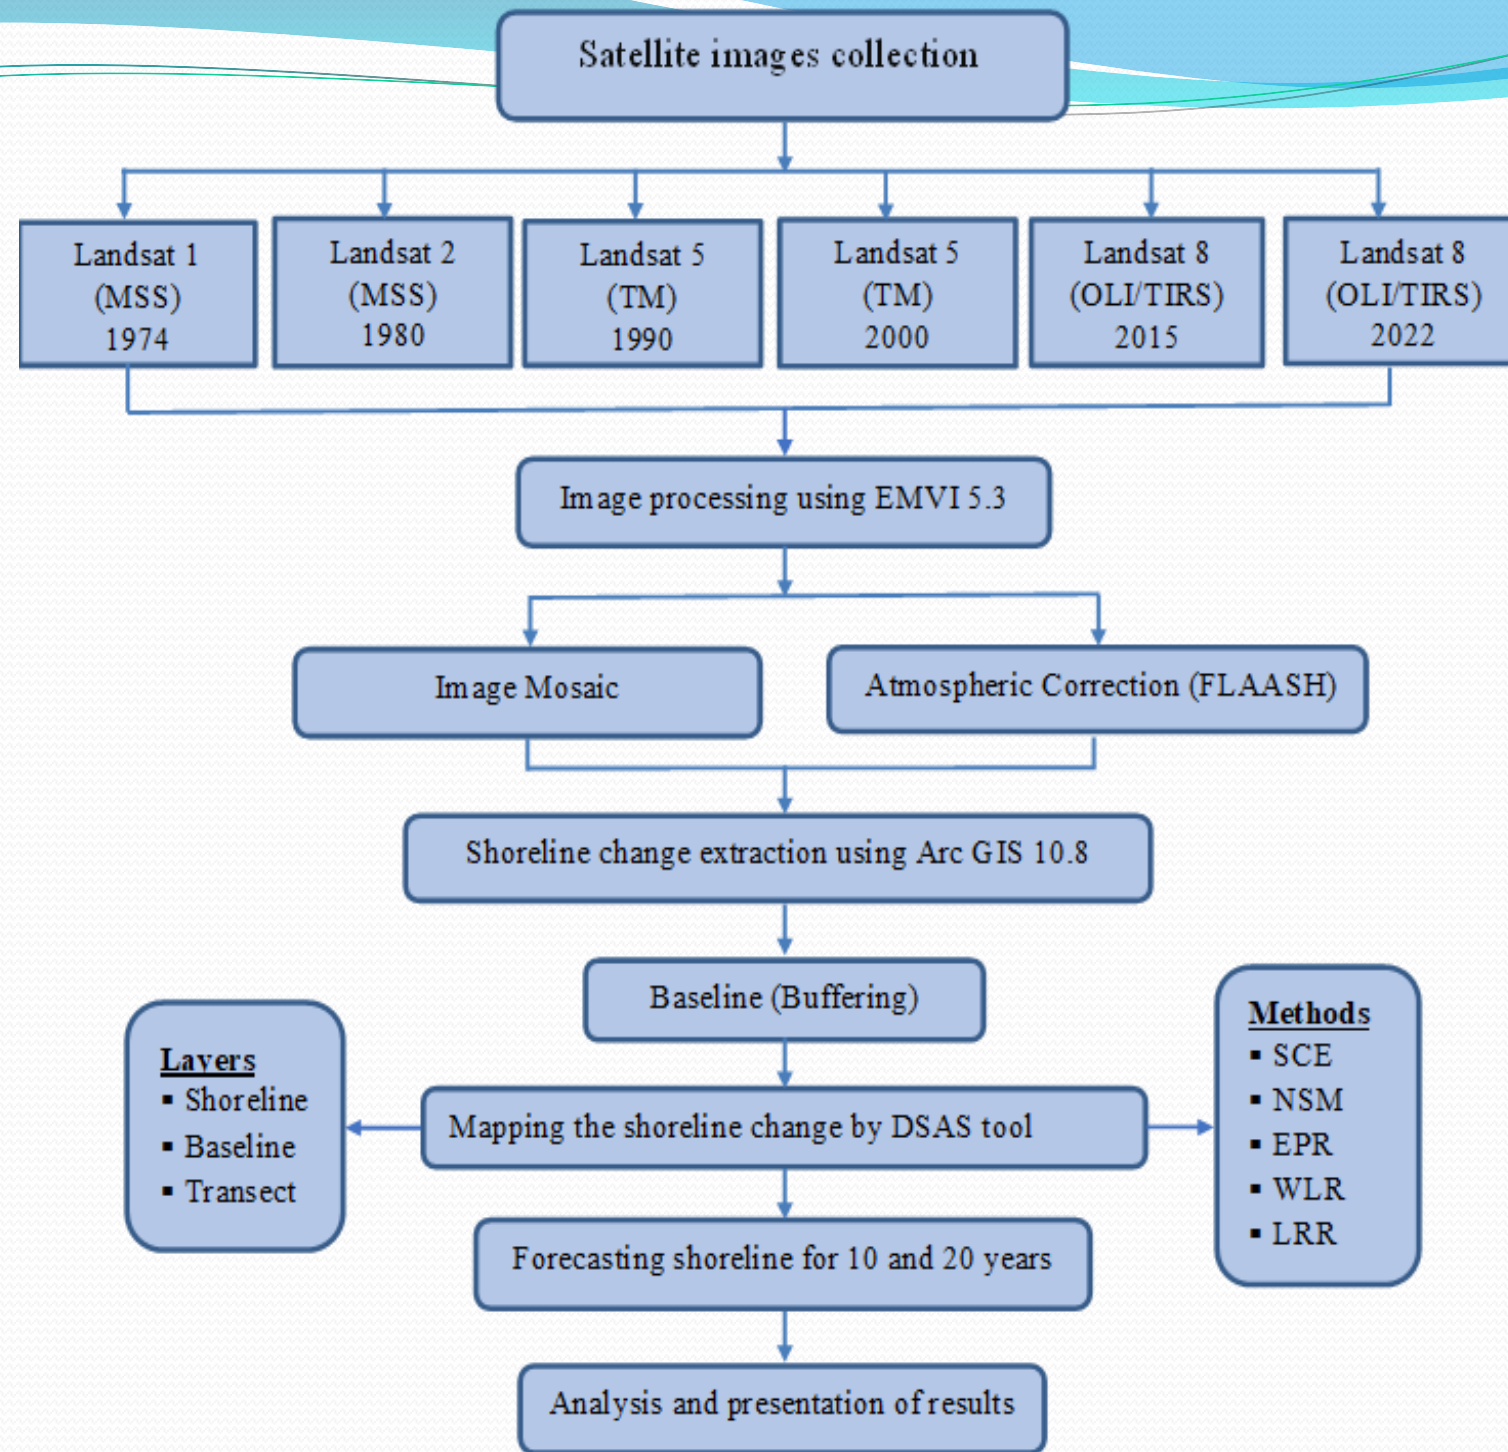 Satellite images collection
Landsat 1
(MSS)
1974
Landsat 2
(MSS)
1980
Landsat 5
(TM)
1990
Landsat 5
(TM)
2000
Landsat 8
(OLI/TIRS)
2015
Landsat 8
(OLI/TIRS)
2022
Image processing using EMVI 5.3
Image Mosaic
Atmospheric Correction (FLAASH)
Shoreline change extraction using Arc GIS 10.8
Baseline (Buffering)
Layers
▪ Shoreline
▪ Baseline
▪ Transect
Mapping the shoreline change by DSAS tool
Methods
▪ SCE
▪ NSM
▪ EPR
▪ WLR
▪ LRR
Forecasting shoreline for 10 and 20 years
Analysis and presentation of results